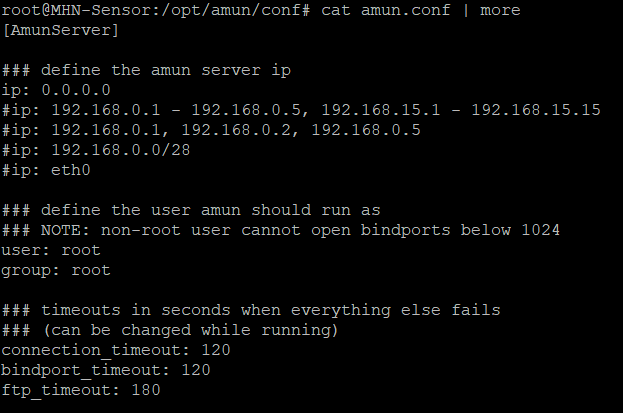 root@MHN-Sensor:/opt/amun/conf# cat amun.conf | more
[AmunServer]
### define the amun server ip
ip: 0.0.0.0
#ip: 192.168.0.1 - 192.168.0.5, 192.168.15.1 - 192.168.15.15
#ip: 192.168.0.1, 192.168.0.2, 192.168.0.5
#ip: 192.168.0.0/28
#ip: eth0
### define the user amun should run as
### NOTE: non-root user cannot open bindports below 1024
user: root
group: root
### timeouts in seconds when everything else fails
### (can be changed while running)
connection_timeout: 120
bindport_timeout: 120
ftp_timeout: 180